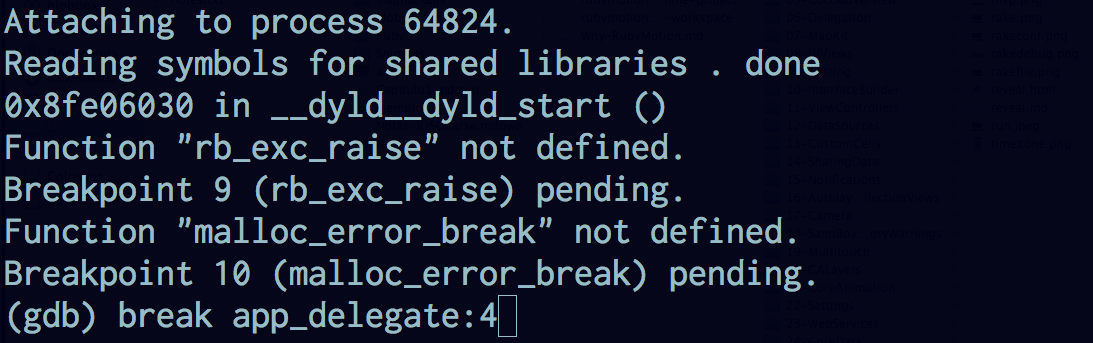 Attaching to process 64824.
Reading symbols for shared libraries . done
0x8fe06030 in __dyld__dyld_start ()
Function "rb_exc_raise" not defined.
Breakpoint 9 (rb_exc_raise) pending.
Function "malloc_error_break" not defined.
Breakpoint 10 (malloc_error_break) pending.
(gdb) break app_delegate:4